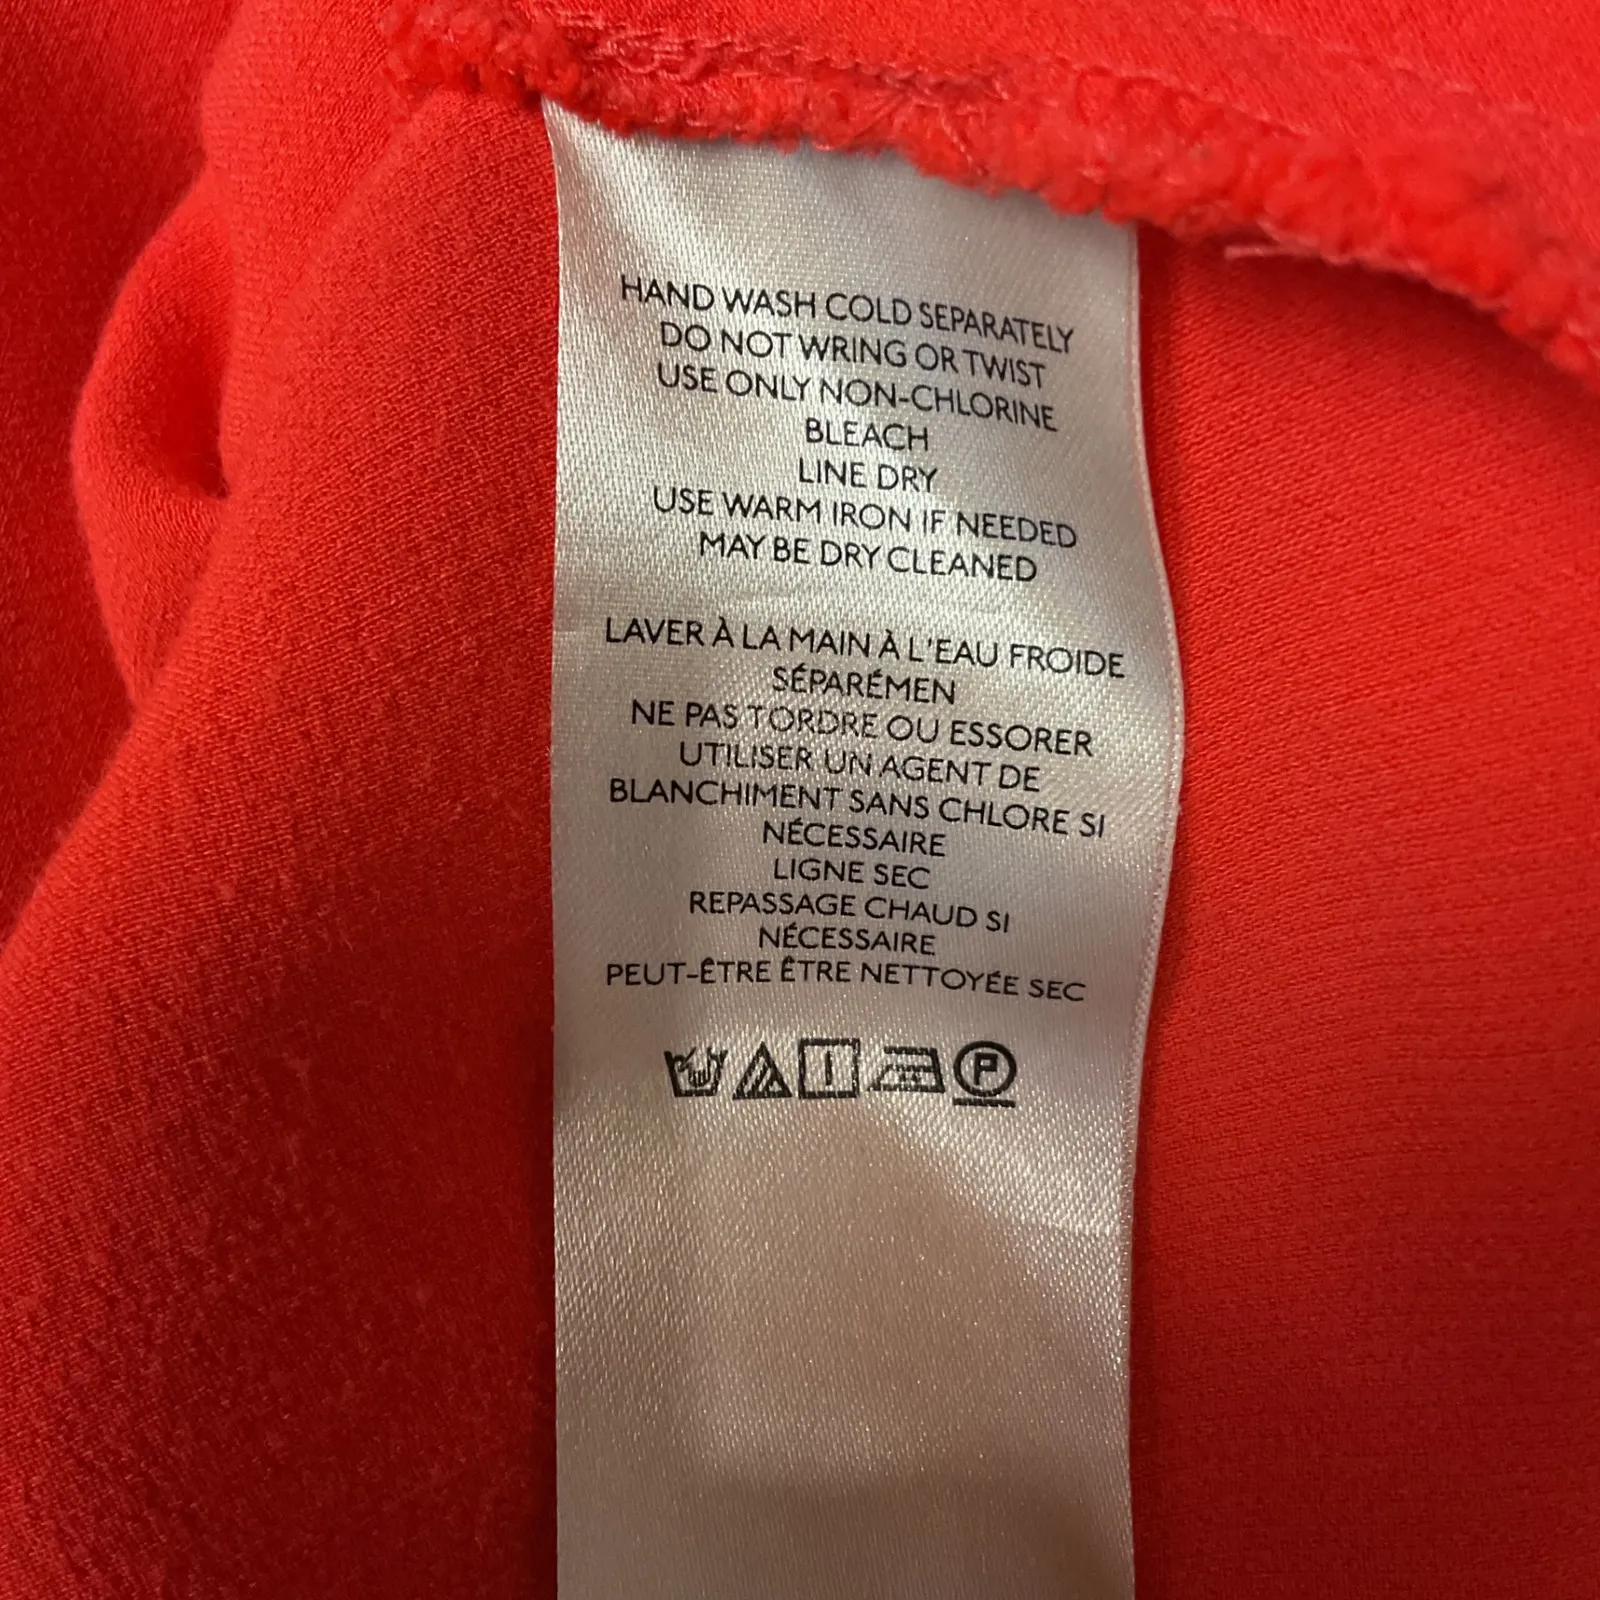 HAND WASH COLD SEPARATELY
DO NOT WRING OR TWIST
USE ONLY NON-CHLORINE
BLEACH
LINE DRY
USE WARM IRON IF NEEDED
MAY BE DRY CLEANED
LAVER À LA MAIN À L'EAU FROIDE
SÉPARÉMEN
NE PAS TORDRE OU ESSORER
UTILISER UN AGENT DE
BLANCHIMENT SANS CHLORE SI
NÉCESSAIRE
LIGNE SEC
REPASSAGE CHAUD SI
NÉCESSAIRE
PEUT-ÊTRE ÊTRE NETTOYÉE SEC
P